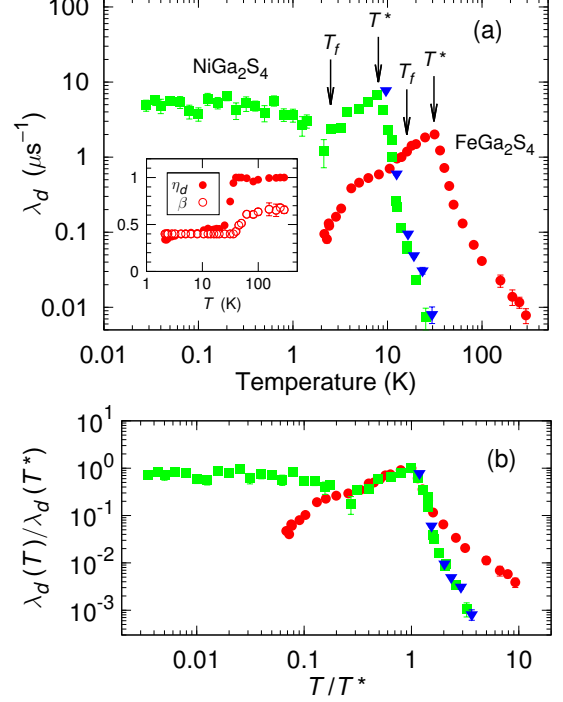 100
10
1
0.1
0.01
λd (μs⁻¹)
(a)
NiGa2S4
FeGa2S4
Tf
T*
Tf
T*
1
0.5
0
ηd
β
1 10 100
T (K)
0.01 0.1 1 10 100
Temperature (K)
10¹
10⁰
10⁻¹
10⁻²
10⁻³
λd(T)/λd(T*)
(b)
0.01 0.1 1 10
T/T*